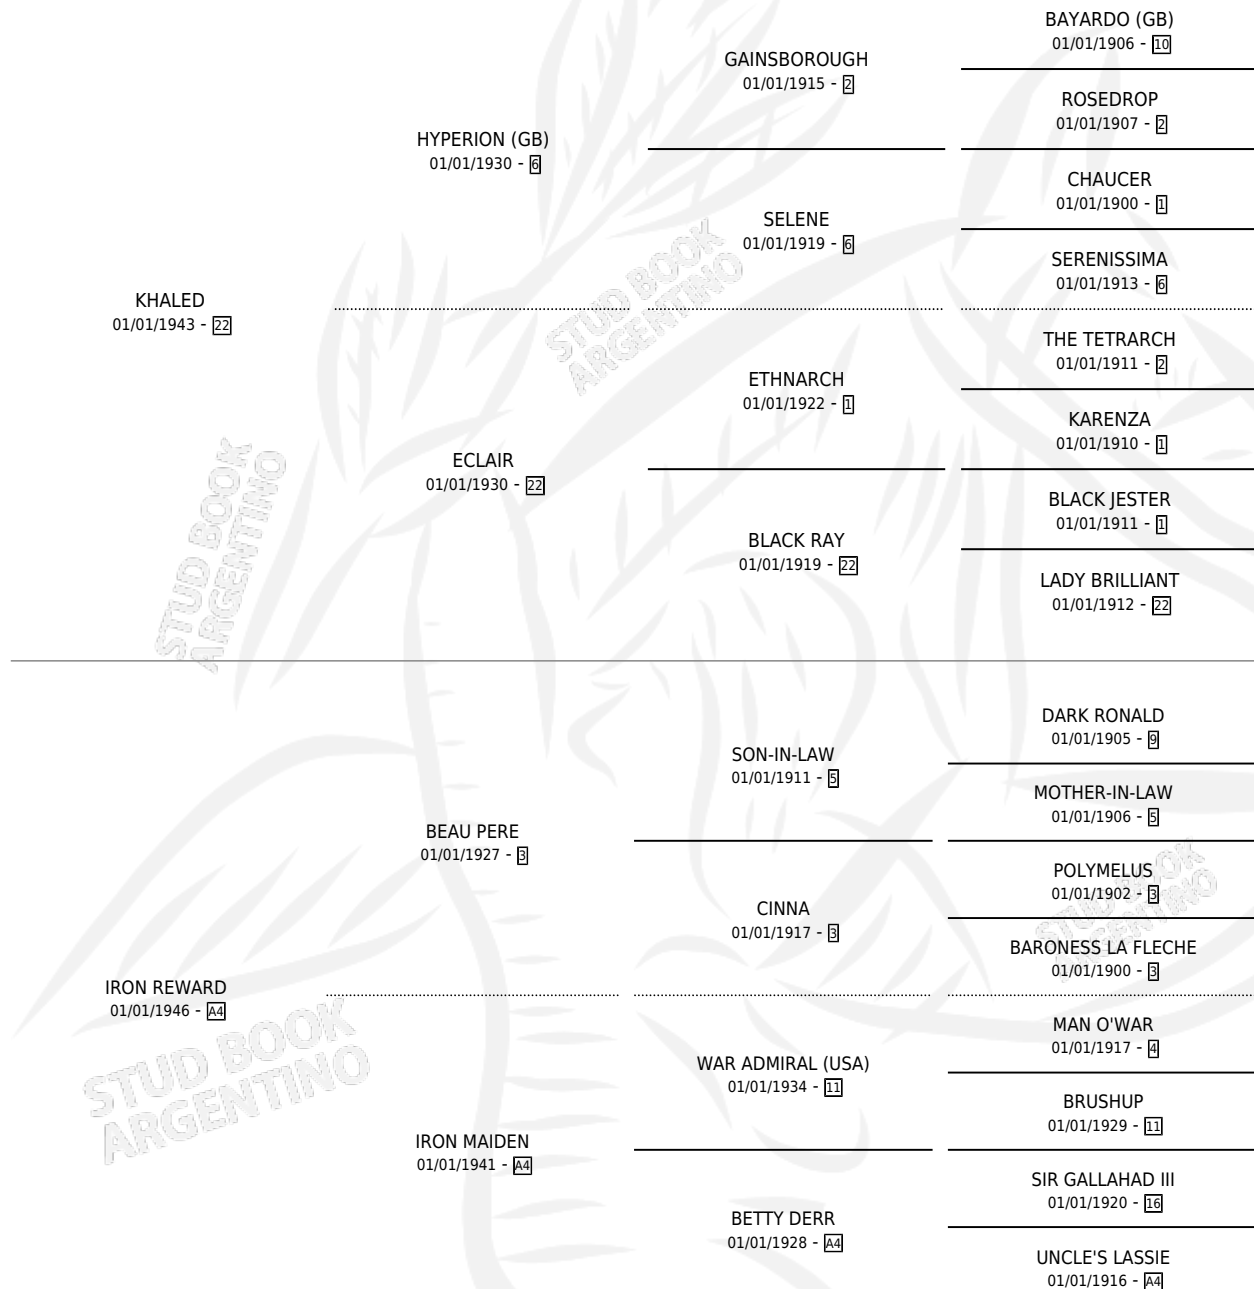 BAYARDO (GB)
01/01/1906 - 10
GAINSBOROUGH
01/01/1915 - 2
ROSEDROP
01/01/1907 - 2
HYPERION (GB)
01/01/1930 - 6
CHAUCER
01/01/1900 - 1
SELENE
01/01/1919 - 6
SERENISSIMA
01/01/1913 - 6
KHALED
01/01/1943 - 22
THE TETRARCH
01/01/1911 - 2
ETHNARCH
01/01/1922 - 1
KARENZA
01/01/1910 - 1
ECLAIR
01/01/1930 - 22
BLACK JESTER
01/01/1911 - 1
BLACK RAY
01/01/1919 - 22
LADY BRILLIANT
01/01/1912 - 22
DARK RONALD
01/01/1905 - 9
SON-IN-LAW
01/01/1911 - 5
MOTHER-IN-LAW
01/01/1906 - 5
BEAU PERE
01/01/1927 - 3
POLYMELUS
01/01/1902 - 3
CINNA
01/01/1917 - 3
BARONESS LA FLECHE
01/01/1900 - 3
IRON REWARD
01/01/1946 - A4
MAN O'WAR
01/01/1917 - 4
WAR ADMIRAL (USA)
01/01/1934 - 11
BRUSHUP
01/01/1929 - 11
IRON MAIDEN
01/01/1941 - A4
SIR GALLAHAD III
01/01/1920 - 16
BETTY DERR
01/01/1928 - A4
UNCLE'S LASSIE
01/01/1916 - A4
STUD BOOK
ARGENTINO
STUD BOOK
ARGENTINO
STUD BOOK
ARGENTINO
STUD BOOK
ARGENTINO